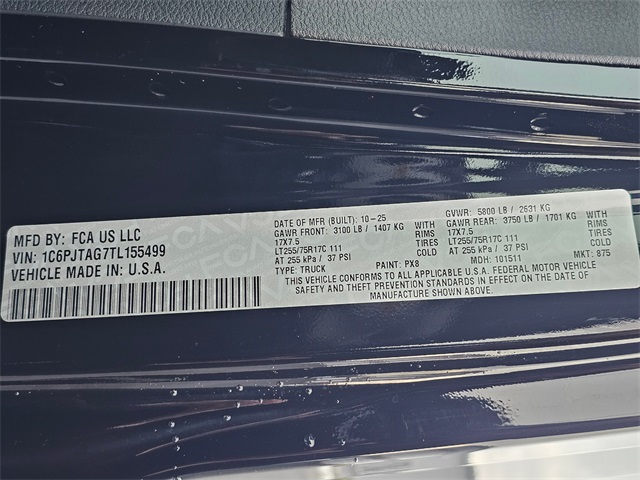 MFD BY: FCA US LLC
VIN: 1C6PJTAG7TL155499
VEHICLE MADE IN U.S.A.
DATE OF MFR (BUILT): 10-25
GAWR FRONT: 3100 LB / 1407 KG WITH
17X7.5 RIMS
LT255/75R17C 111 TIRES
AT 255 kPa / 37 PSI COLD
TYPE: TRUCK PAINT: PX8
GVWR: 5800 LB / 2631 KG
GAWR REAR: 3750 LB / 1701 KG WITH
17X7.5 RIMS
LT255/75R17C 111 TIRES
AT 255 kPa / 37 PSI COLD
MDH: 101511 MKT: 875
THIS VEHICLE CONFORMS TO ALL APPLICABLE U.S.A. FEDERAL MOTOR VEHICLE
SAFETY AND THEFT PREVENTION STANDARDS IN EFFECT ON THE DATE OF
MANUFACTURE SHOWN ABOVE.